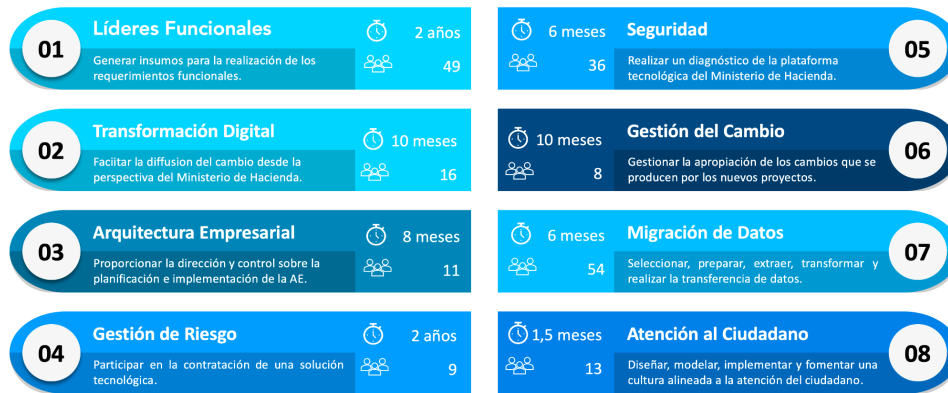 01
Líderes Funcionales
2 años
Generar insumos para la realización de los
requerimientos funcionales.
49
02
Transformación Digital
10 meses
Faciitar la diffusion del cambio desde la
perspectiva del Ministerio de Hacienda.
16
03
Arquitectura Empresarial
8 meses
Proporcionar la dirección y control sobre la
planificación e implementación de la AE.
11
04
Gestión de Riesgo
2 años
Participar en la contratación de una solución
tecnológica.
9
6 meses
Seguridad
36
Realizar un diagnóstico de la plataforma
tecnológica del Ministerio de Hacienda.
05
10 meses
Gestión del Cambio
8
Gestionar la apropiación de los cambios que se
producen por los nuevos proyectos.
06
6 meses
Migración de Datos
54
Seleccionar, preparar, extraer, transformar y
realizar la transferencia de datos.
07
1,5 meses
Atención al Ciudadano
13
Diseñar, modelar, implementar y fomentar una
cultura alineada a la atención del ciudadano.
08